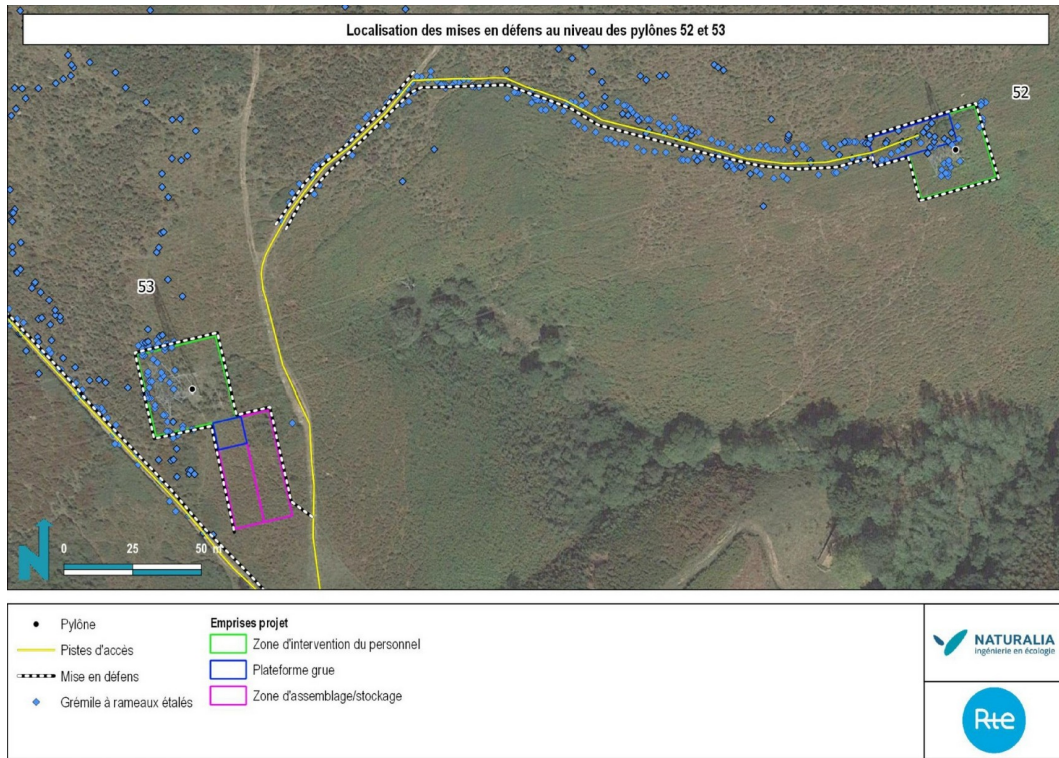 Localisation des mises en défens au niveau des pylônes 52 et 53
52
53
N
0 25 50 m
Pylône
Pistes d'accès
Mise en défens
Grémile à rameaux étalés
Emprises projet
Zone d'intervention du personnel
Plateforme grue
Zone d'assemblage/stockage
NATURALIA
ingénierie en écologie
Rte